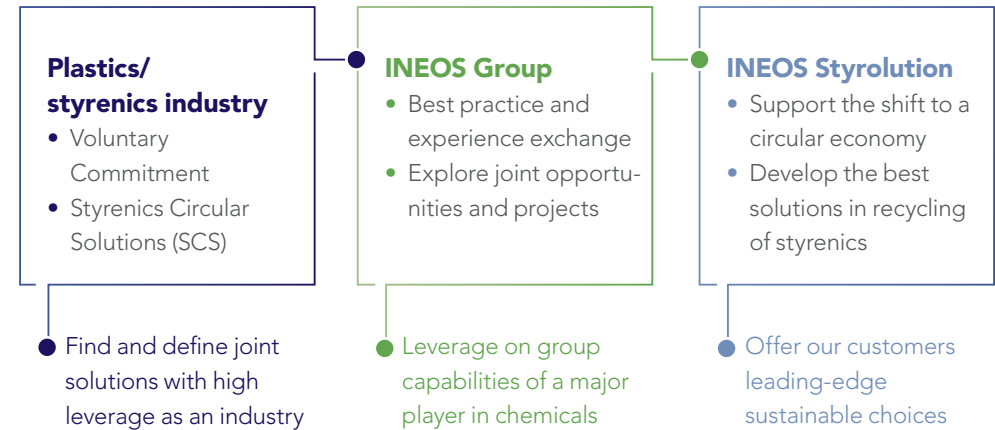 Plastics/
styrenics industry
• Voluntary
Commitment
• Styrenics Circular
Solutions (SCS)
Find and define joint
solutions with high
leverage as an industry
INEOS Group
• Best practice and
experience exchange
• Explore joint opportu-
nities and projects
Leverage on group
capabilities of a major
player in chemicals
INEOS Styrolution
• Support the shift to a
circular economy
• Develop the best
solutions in recycling
of styrenics
Offer our customers
leading-edge
sustainable choices